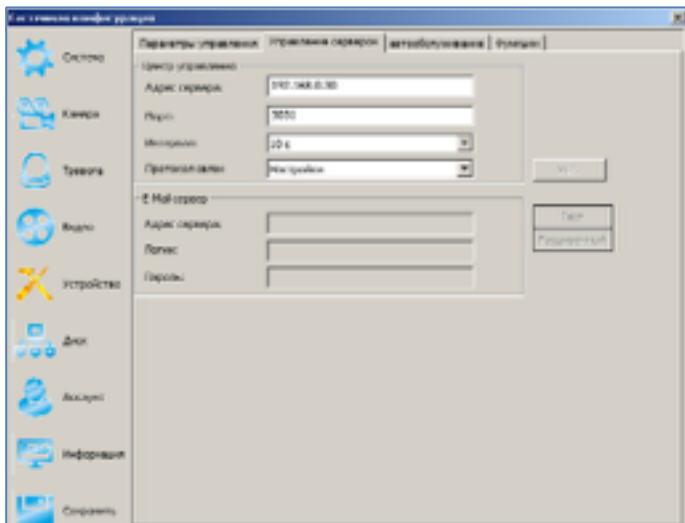 Системная конфигурация
Параметры управления
Управление сервером
автообслуживание
Функции
Центр управления
Адрес сервера:
192.168.0.30
Порт:
Интервал:
10 s
Протокол связи
Настройки
E-Mail сервер
Адрес сервера:
Логин:
Пароль:
Тест
Система
Камера
Тревога
Видео
Устройство
Диск
Аккаунт
Информация
Сохранить